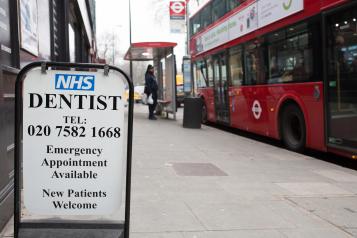 NHS
DENTIST
TEL:
020 7582 1668
Emergency
Appointment
Available
New Patients
Welcome